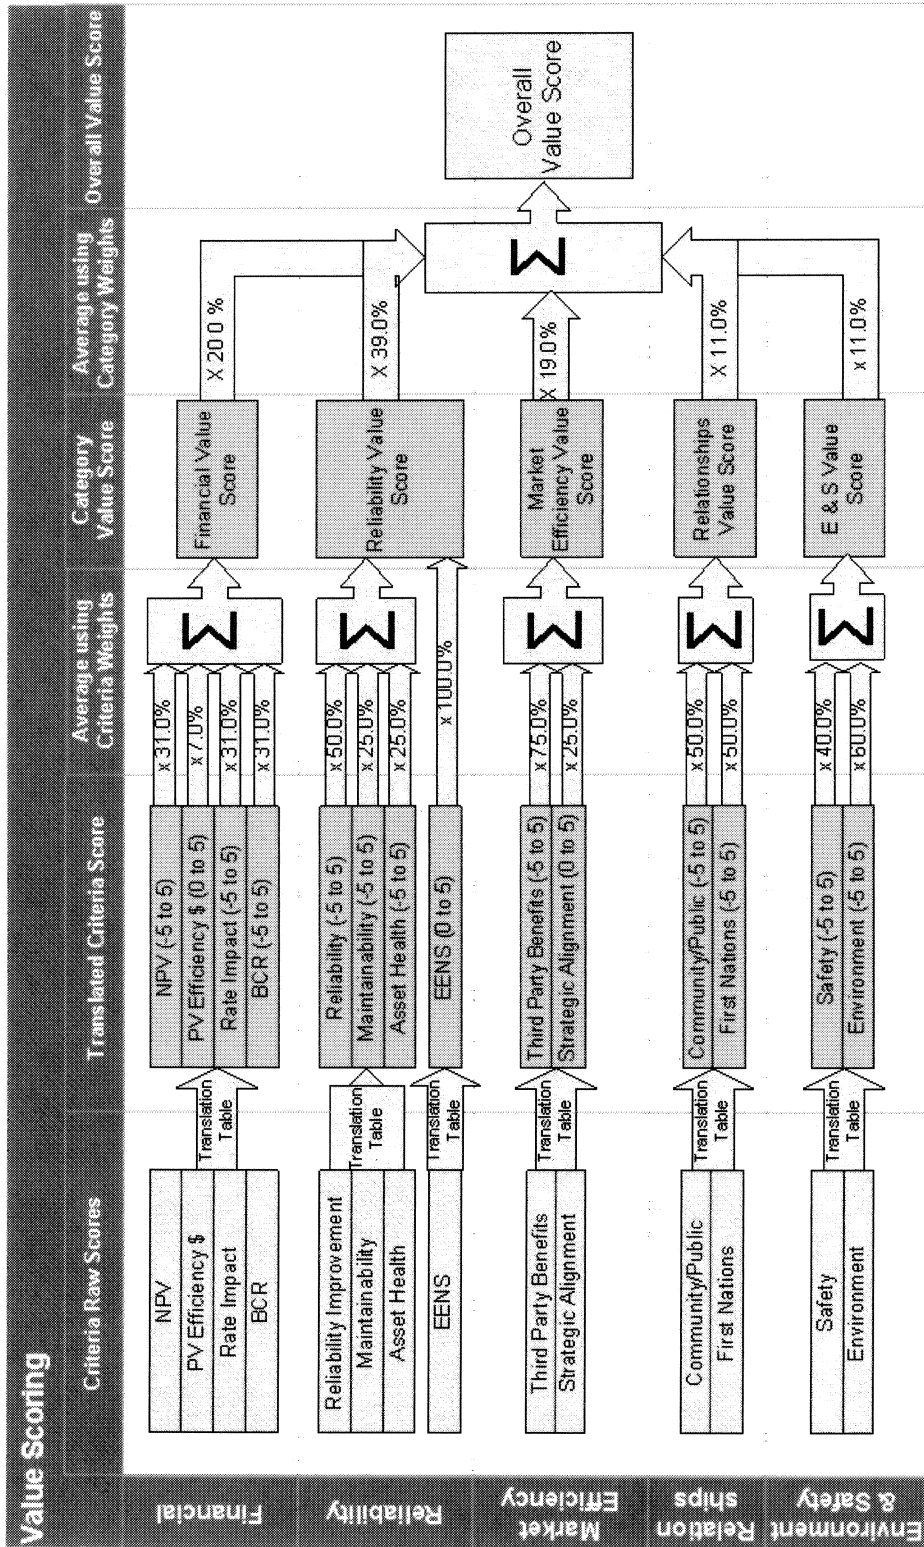 Value Scoring
Criteria Raw Scores
Translated Criteria Score
Average using
Criteria Weights
Category
Value Score
Average using
Category Weights
Overall Value Score
Financial
NPV
PV Efficiency $
Rate Impact
BCR
Translation
Table
NPV (-5 to 5)
PV Efficiency $ (0 to 5)
Rate Impact (-5 to 5)
BCR (-5 to 5)
x 31.0%
x 7.0%
x 31.0%
x 31.0%
Σ
Financial Value
Score
X 20.0 %
Reliability
Reliability Improvement
Maintainability
Asset Health
EENS
Translation
Table
Translation
Table
Reliability (-5 to 5)
Maintainability (-5 to 5)
Asset Health (-5 to 5)
EENS (0 to 5)
x 50.0%
x 25.0%
x 25.0%
x 100.0%
Σ
Reliability Value
Score
X 39.0%
Market
Efficiency
Third Party Benefits
Strategic Alignment
Translation
Table
Third Party Benefits (-5 to 5)
Strategic Alignment (0 to 5)
x 75.0%
x 25.0%
Σ
Market
Efficiency Value
Score
X 19.0%
Σ
Overall
Value Score
Relation
ships
Community/Public
First Nations
Translation
Table
Community/Public (-5 to 5)
First Nations (-5 to 5)
x 50.0%
x 50.0%
Σ
Relationships
Value Score
X 11.0%
Environment
& Safety
Safety
Environment
Translation
Table
Safety (-5 to 5)
Environment (-5 to 5)
x 40.0%
x 60.0%
Σ
E & S Value
Score
x 11.0%